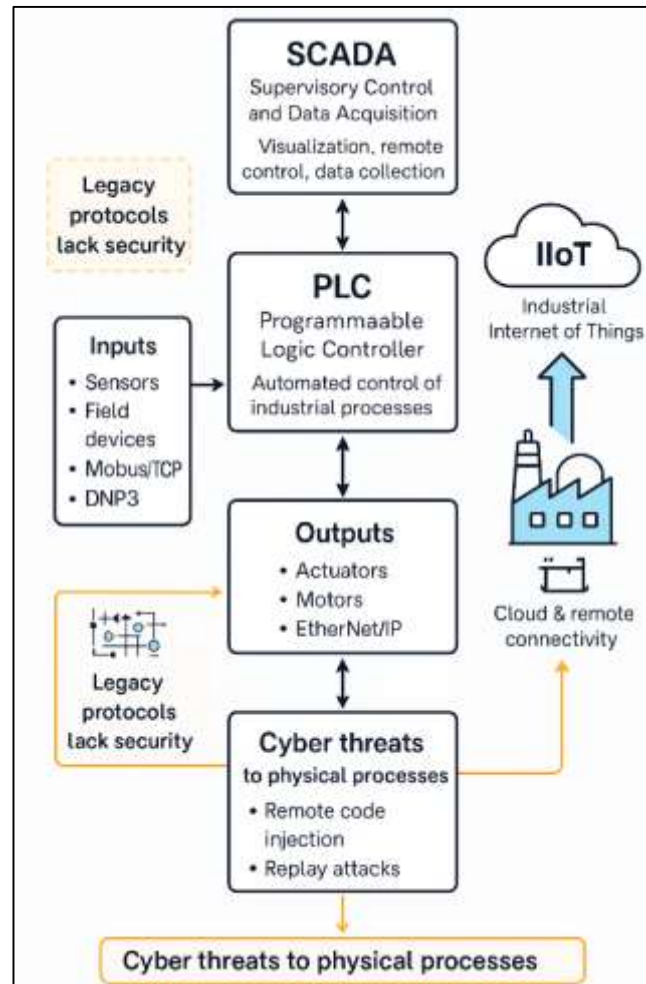 SCADA
Supervisory Control
and Data Acquisition
Visualization, remote
control, data collection
Legacy
protocols
lack security
PLC
Programmaable
Logic Controller
Automated control of
industrial processes
Inputs
• Sensors
• Field
devices
• Mobus/TCP
• DNP3
IIoT
Industrial
Internet of Things
Outputs
• Actuators
• Motors
• EtherNet/IP
Cloud & remote
connectivity
Legacy
protocols
lack security
Cyber threats
to physical processes
• Remote code
injection
• Replay attacks
Cyber threats to physical processes